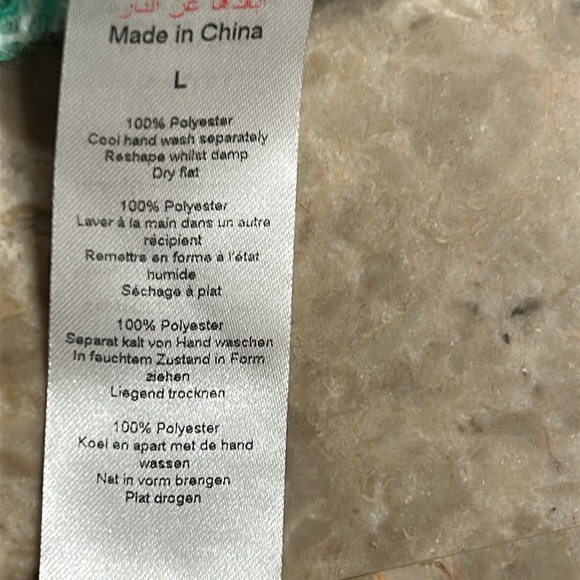 Made in China
L
100% Polyester
Cool hand wash separately
Reshape whilst damp
Dry flat
100% Polyester
Laver à la main dans un autre
récipient
Remettre en forme à l'état
humide
Séchage à plat
100% Polyester
Separat kalt von Hand waschen
In feuchtem Zustand in Form
ziehen
Liegend trocknen
100% Polyester
Koel en apart met de hand
wassen
Nat in vorm brengen
Plat drogen